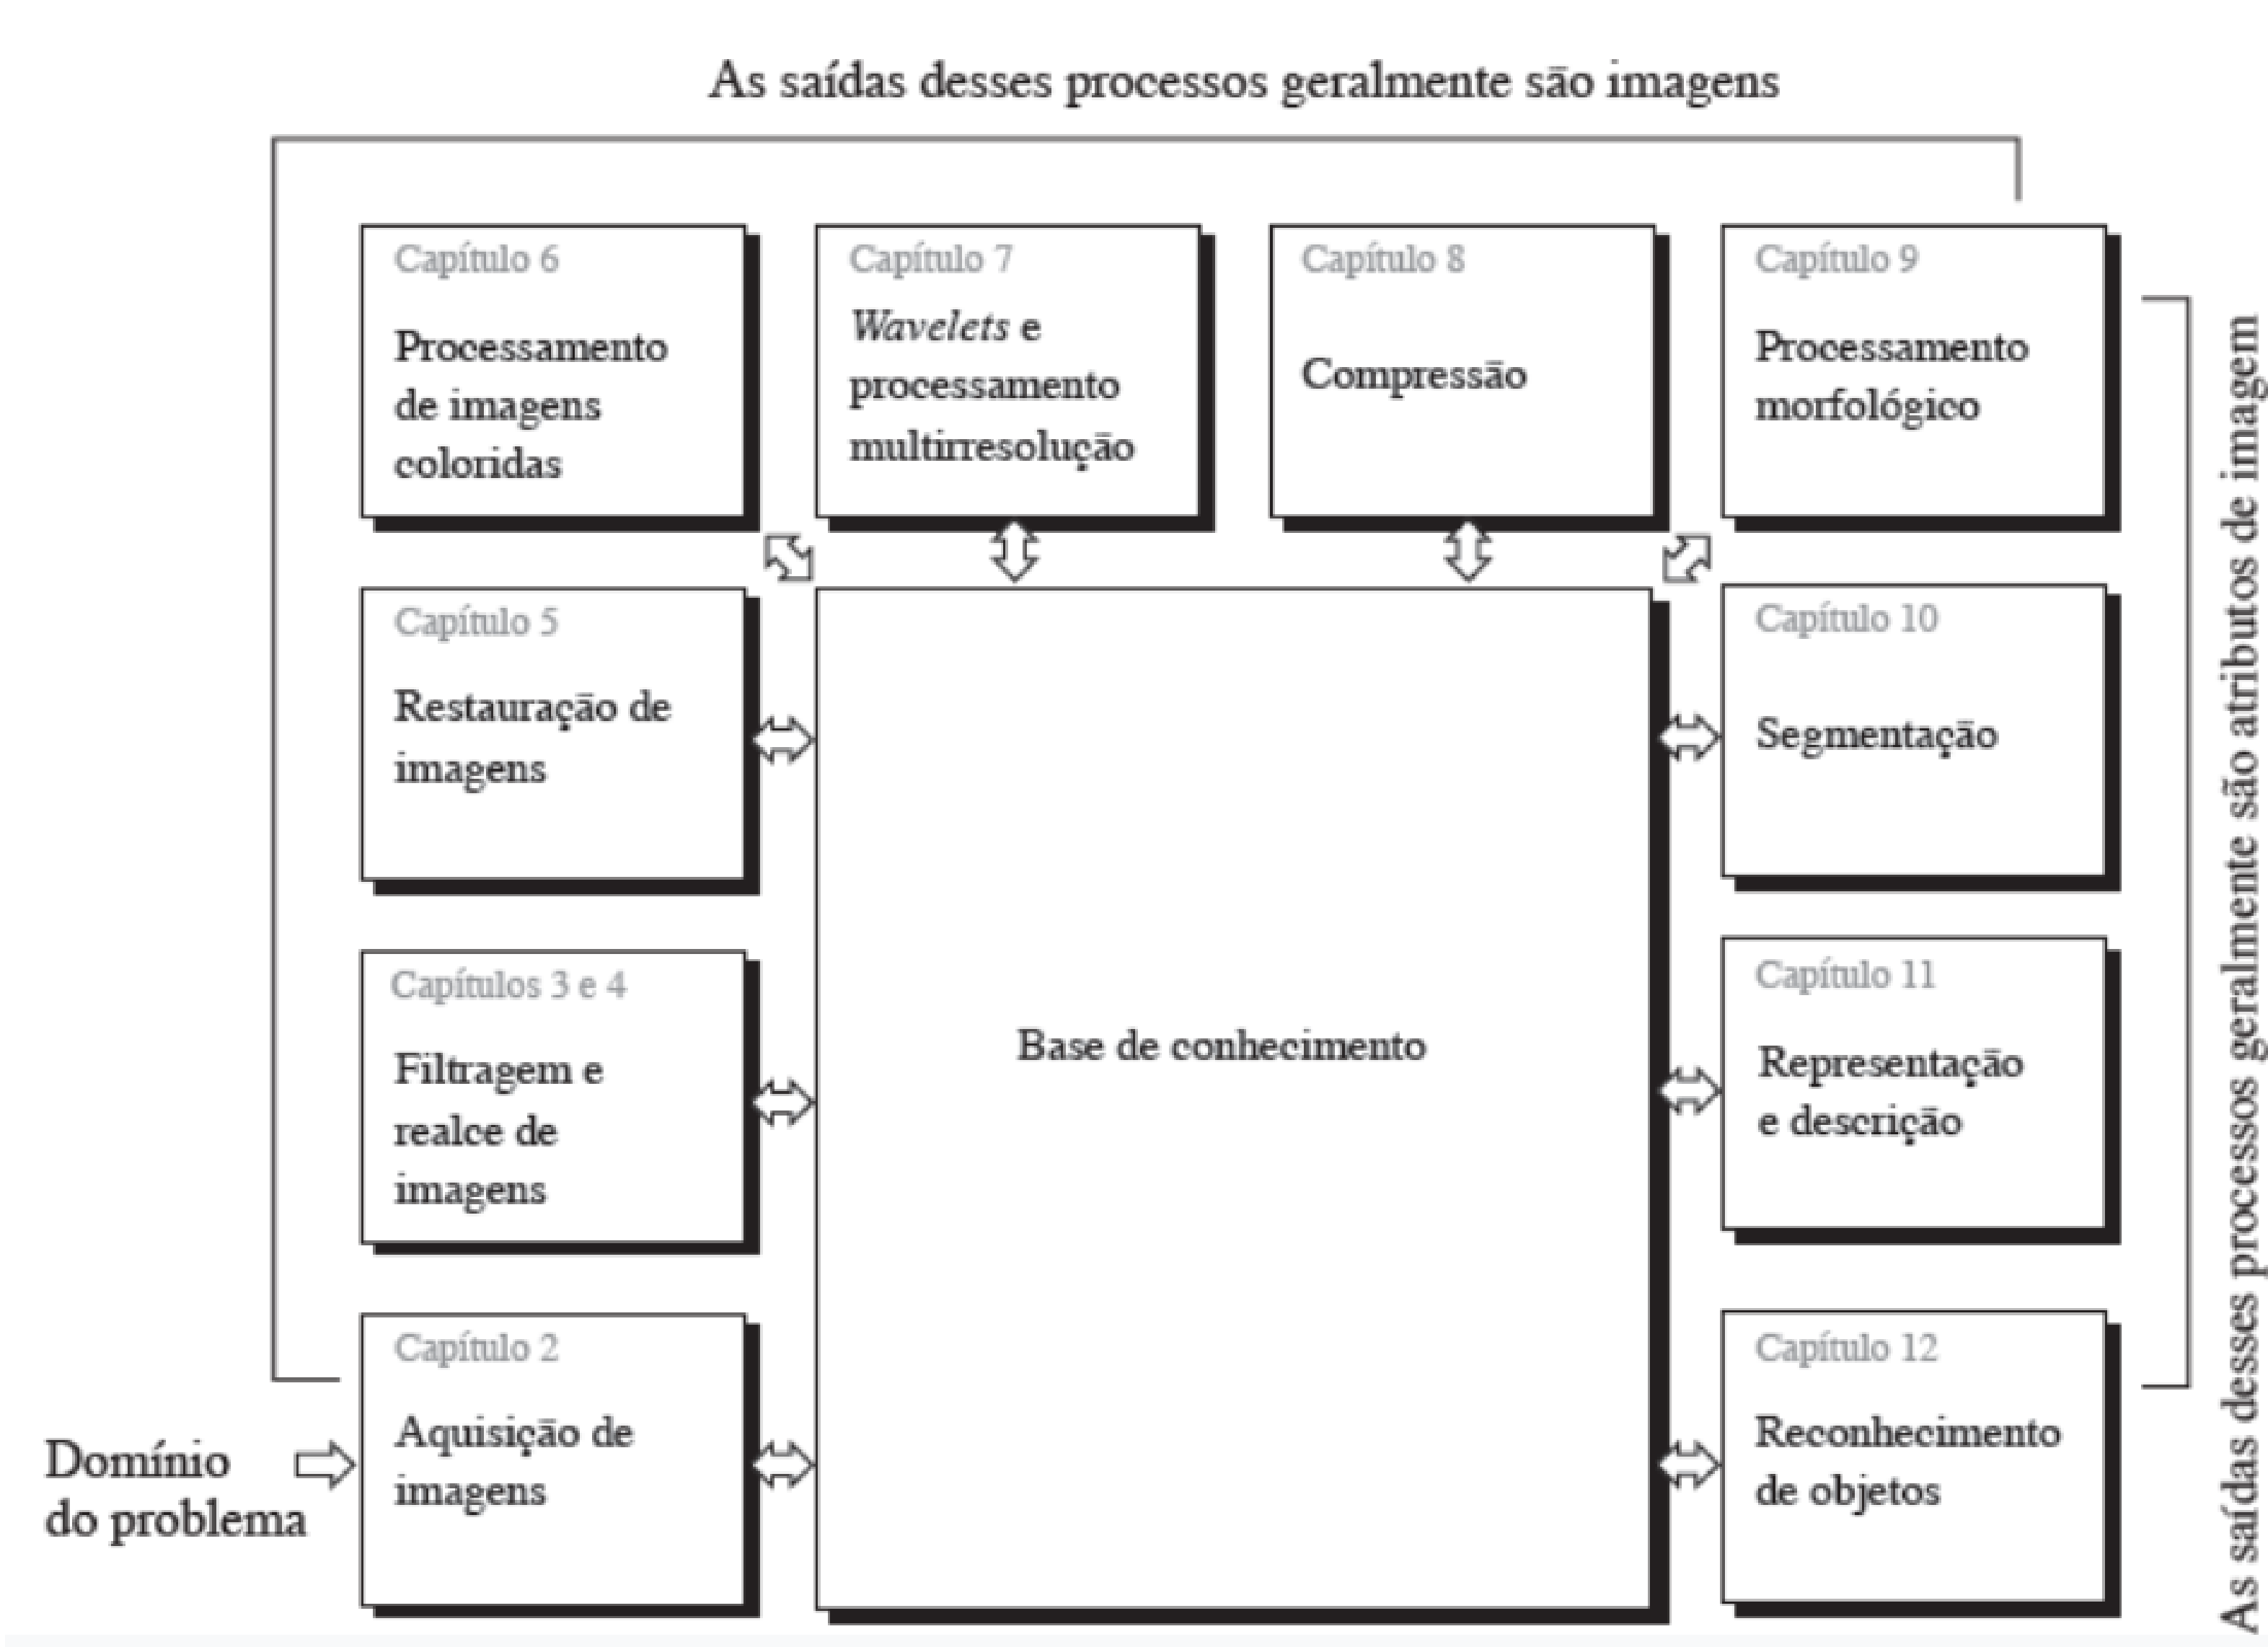 As saídas desses processos geralmente são imagens
Capítulo 6
Processamento
de imagens
coloridas
Capítulo 7
Wavelets e
processamento
multirresolução
Capítulo 8
Compressão
Capítulo 9
Processamento
morfológico
Capítulo 5
Restauração de
imagens
Capítulo 10
Segmentação
Capítulos 3 e 4
Filtragem e
realce de
imagens
Base de conhecimento
Capítulo 11
Representação
e descrição
Domínio
do problema
Capítulo 2
Aquisição de
imagens
Capítulo 12
Reconhecimento
de objetos
As saídas desses processos geralmente são atributos de imagem